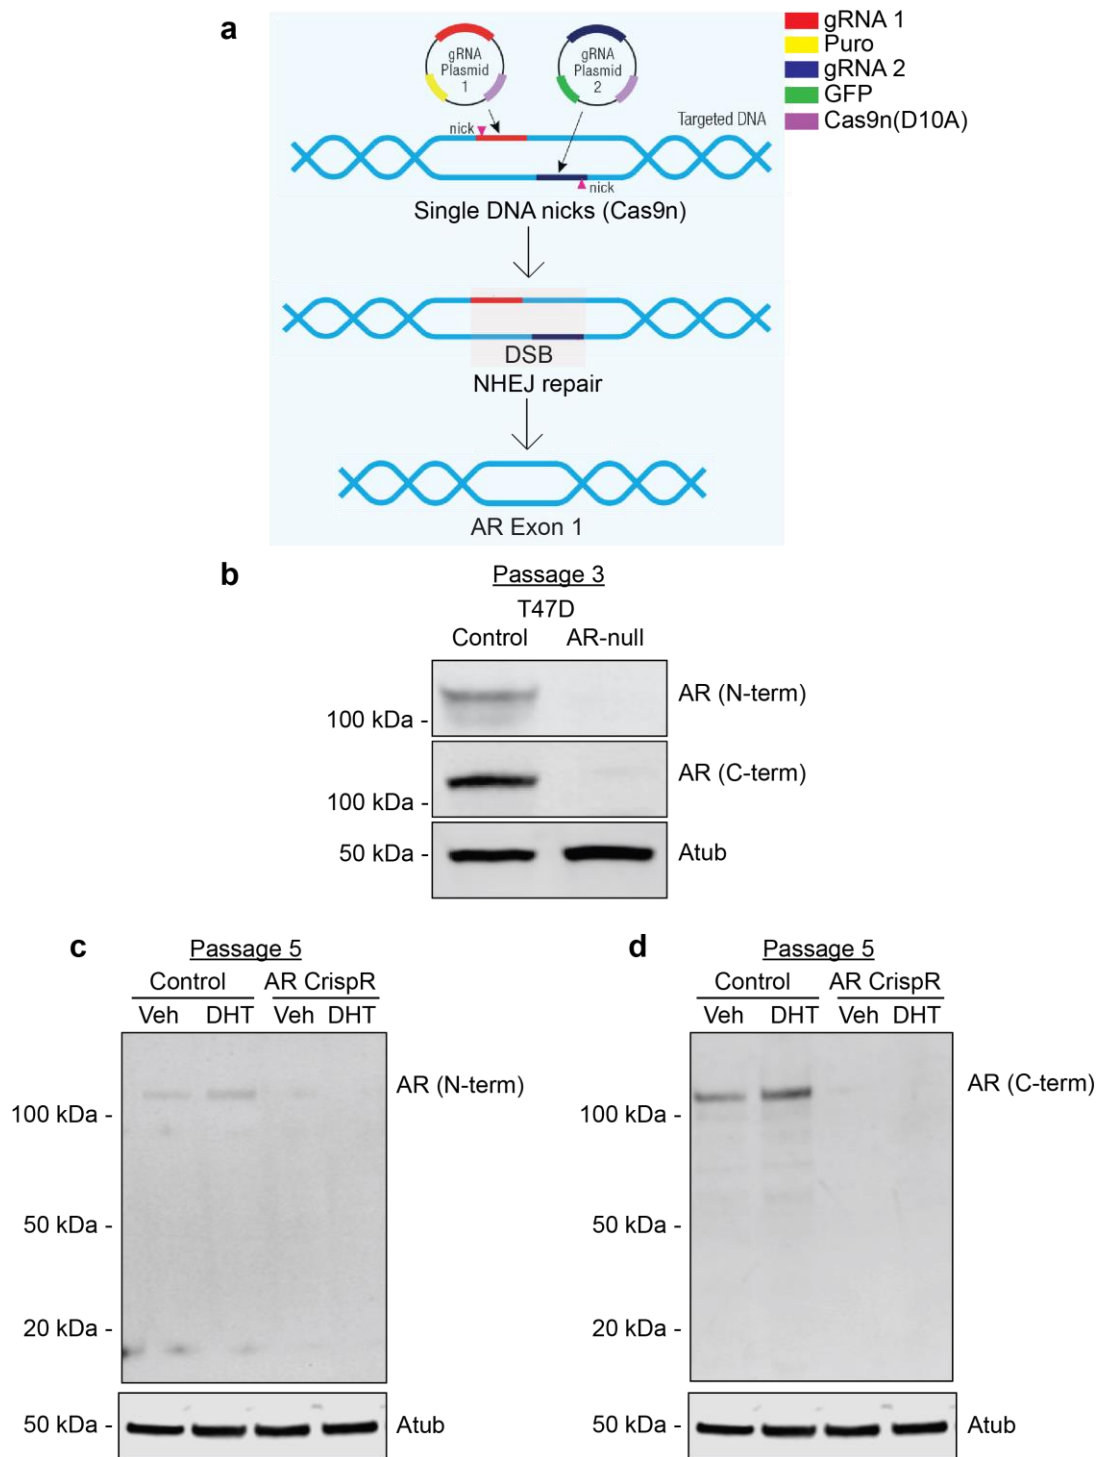 a
gRNA 1
Puro
gRNA 2
GFP
Cas9n(D10A)
gRNA
Plasmid
1
gRNA
Plasmid
2
Targeted DNA
nick
nick
Single DNA nicks (Cas9n)
DSB
NHEJ repair
AR Exon 1
b
Passage 3
T47D
Control AR-null
AR (N-term)
100 kDa -
AR (C-term)
100 kDa -
50 kDa -
Atub
c
Passage 5
Control AR CrispR
Veh DHT Veh DHT
AR (N-term)
100 kDa -
50 kDa -
20 kDa -
50 kDa -
Atub
d
Passage 5
Control AR CrispR
Veh DHT Veh DHT
AR (C-term)
100 kDa -
50 kDa -
20 kDa -
50 kDa -
Atub